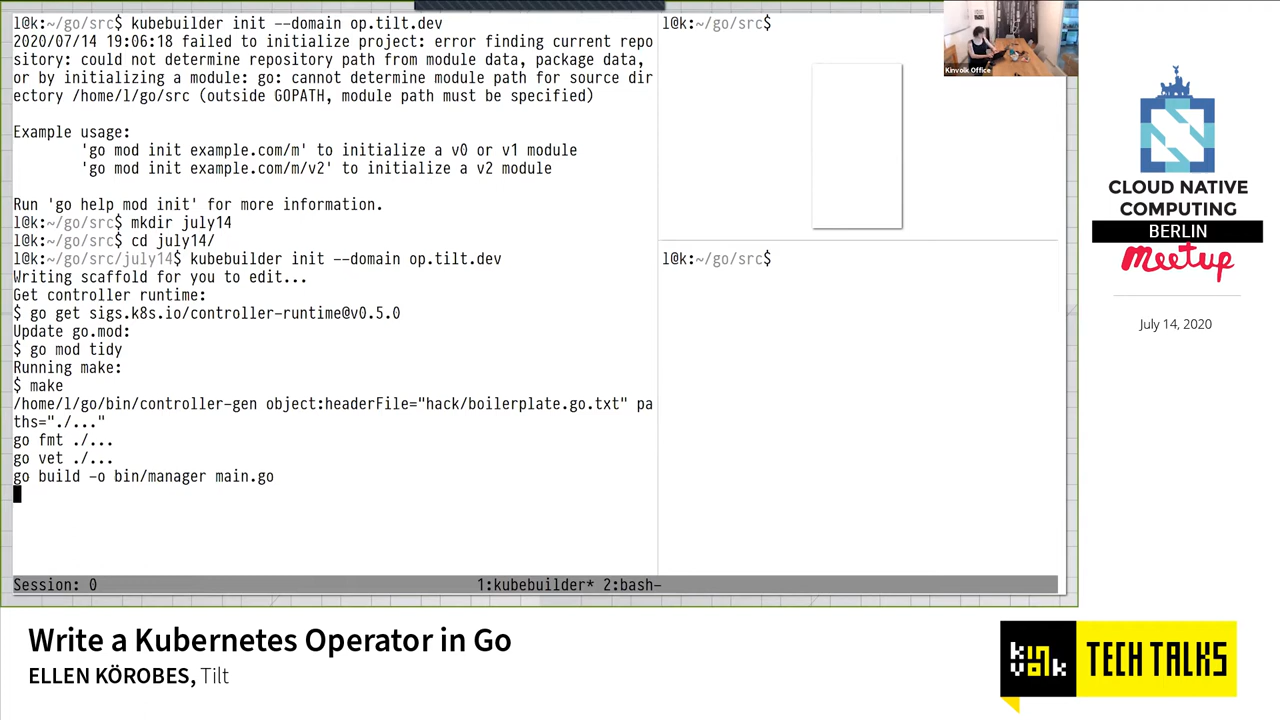 l@k:~/go/src$ kubebuilder init --domain op.tilt.dev
2020/07/14 19:06:18 failed to initialize project: error finding current repo
sitory: could not determine repository path from module data, package data,
or by initializing a module: go: cannot determine module path for source dir
ectory /home/l/go/src (outside GOPATH, module path must be specified)
Example usage:
'go mod init example.com/m' to initialize a v0 or v1 module
'go mod init example.com/m/v2' to initialize a v2 module
Run 'go help mod init' for more information.
l@k:~/go/src$ mkdir july14
l@k:~/go/src$ cd july14/
l@k:~/go/src/july14$ kubebuilder init --domain op.tilt.dev
Writing scaffold for you to edit...
Get controller runtime:
$ go get sigs.k8s.io/controller-runtime@v0.5.0
Update go.mod:
$ go mod tidy
Running make:
$ make
/home/l/go/bin/controller-gen object:headerFile="hack/boilerplate.go.txt" pa
ths="./..."
go fmt ./...
go vet ./...
go build -o bin/manager main.go
l@k:~/go/src$
l@k:~/go/src$
Session: 0 1:kubebuilder* 2:bash-
Kinvolk Office
CLOUD NATIVE
COMPUTING
BERLIN
Meetup
July 14, 2020
Write a Kubernetes Operator in Go
ELLEN KÖROBES, Tilt
kinvolk
TECH TALKS